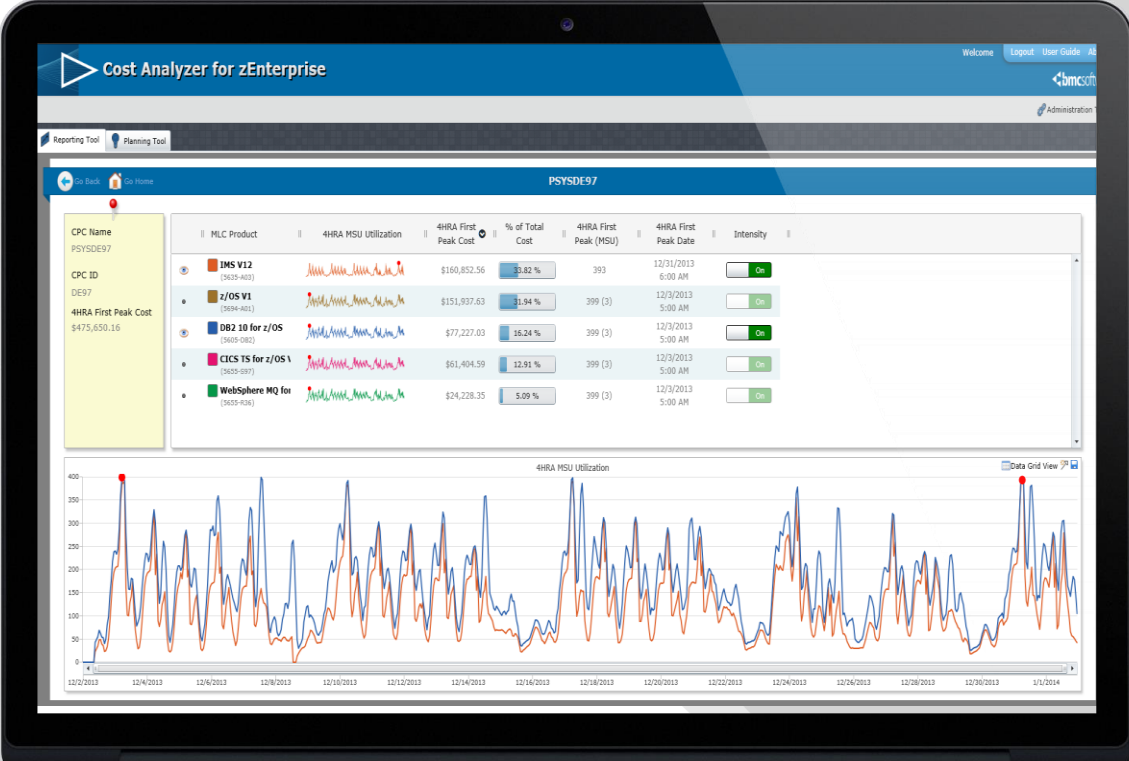 Cost Analyzer for zEnterprise
Welcome Logout User Guide
bmcsoft
Administration
Reporting Tool Planning Tool
Go Back Go Home PSYSDE97
CPC Name
PSYSDE97
CPC ID
DE97
4HRA First Peak Cost
$475,650.16
MLC Product 4HRA MSU Utilization 4HRA First Peak Cost % of Total Cost 4HRA First Peak (MSU) 4HRA First Peak Date Intensity
IMS V12 $160,852.56 33.82 % 393 12/31/2013 On
(5635-A03) 6:00 AM
z/OS V1 $151,937.63 31.94 % 399 (3) 12/3/2013 On
(5694-A01) 5:00 AM
DB2 10 for z/OS $77,227.03 16.24 % 399 (3) 12/3/2013 On
(5605-DB2) 5:00 AM
CICS TS for z/OS $61,404.59 12.91 % 399 (3) 12/3/2013 On
(5655-S97) 5:00 AM
WebSphere MQ for $24,228.35 5.09 % 399 (3) 12/3/2013 On
(5655-R36) 5:00 AM
4HRA MSU Utilization Data Grid View
400
350
300
250
200
150
100
50
0
12/2/2013 12/4/2013 12/6/2013 12/8/2013 12/10/2013 12/12/2013 12/14/2013 12/16/2013 12/18/2013 12/20/2013 12/22/2013 12/24/2013 12/26/2013 12/28/2013 12/30/2013 1/1/2014